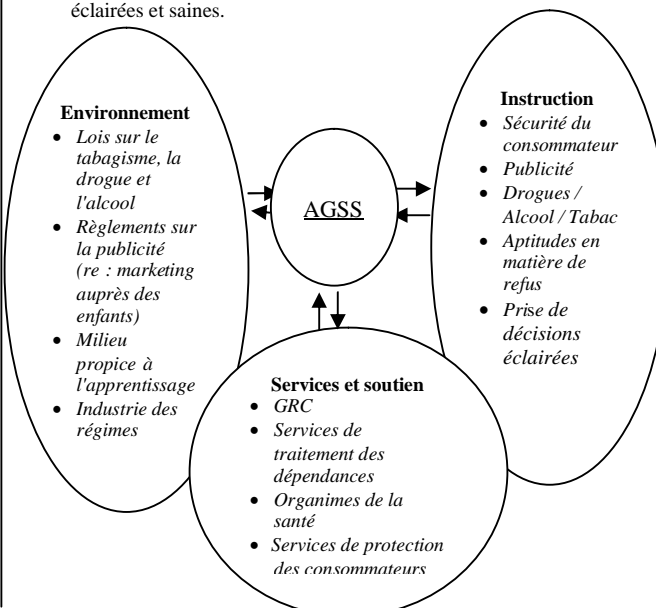 éclairées et saines.
Environnement
• Lois sur le
tabagisme, la
drogue et
l'alcool
• Règlements sur
la publicité
(re : marketing
auprès des
enfants)
• Milieu
propice à
l'apprentissage
• Industrie des
régimes
AGSS
Instruction
• Sécurité du
consommateur
• Publicité
• Drogues /
Alcool / Tabac
• Aptitudes en
matière de
refus
• Prise de
décisions
éclairées
Services et soutien
• GRC
• Services de
traitement des
dépendances
• Organimes de la
santé
• Services de protection
des consommateurs